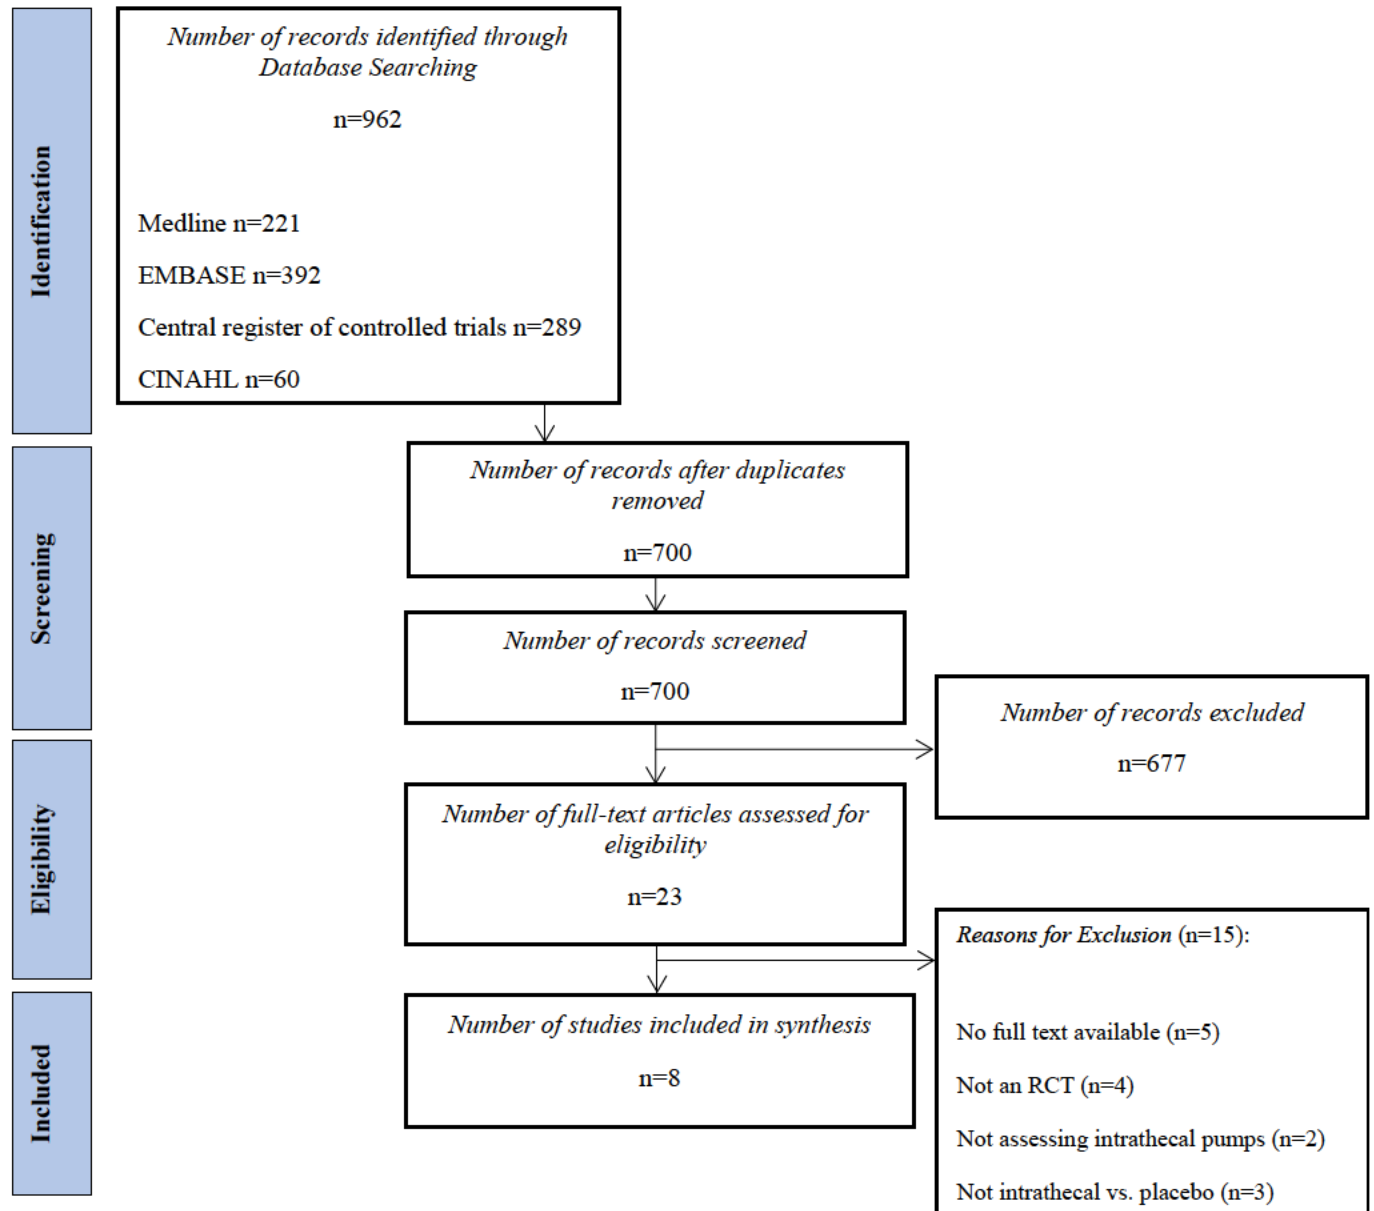 Identification
Number of records identified through
Database Searching
n=962
Medline n=221
EMBASE n=392
Central register of controlled trials n=289
CINAHL n=60
Screening
Number of records after duplicates
removed
n=700
Number of records screened
n=700
Number of records excluded
n=677
Eligibility
Number of full-text articles assessed for
eligibility
n=23
Reasons for Exclusion (n=15):
No full text available (n=5)
Not an RCT (n=4)
Not assessing intrathecal pumps (n=2)
Not intrathecal vs. placebo (n=3)
Included
Number of studies included in synthesis
n=8